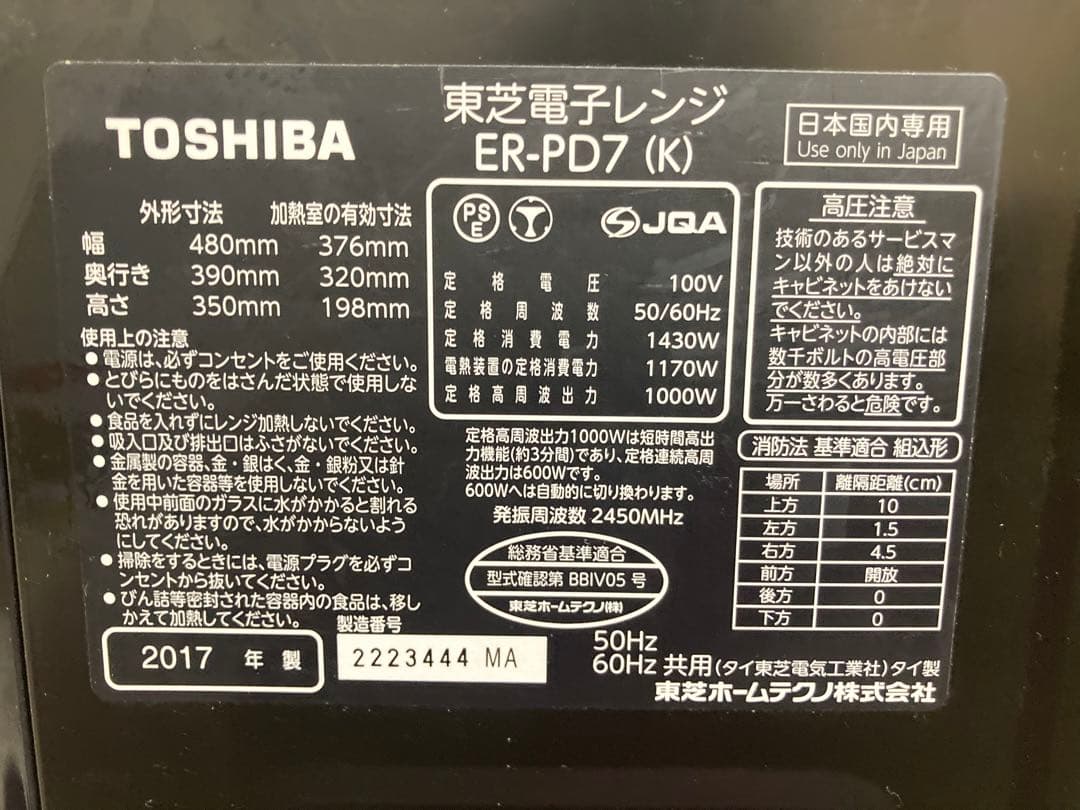 TOSHIBA
東芝電子レンジ
ER-PD7 (K)
日本国内専用
Use only in Japan
外形寸法 加熱室の有効寸法
幅 480mm 376mm
奥行き 390mm 320mm
高さ 350mm 198mm
使用上の注意
●電源は、必ずコンセントをご使用ください。
●とびらにものをはさんだ状態で使用しな
いでください。
●食品を入れずにレンジ加熱しないでください。
●吸入口及び排出口はふさがないでください。
●金属製の容器、金・銀はく、金・銀粉又は針
金を用いた容器等を使用しないでください。
●使用中前面のガラスに水がかかると割れる
恐れがありますので、水がかからないよう
にしてください。
●掃除をするときには、電源プラグを必ずコ
ンセントから抜いてください。
●びん詰等密封された容器内の食品は、移し
かえて加熱してください。
製造番号
2017 年 製
2223444 MA
PS
E
JQA
定格電圧 100V
定格周波数 50/60Hz
定格消費電力 1430W
電熱装置の定格消費電力 1170W
定格高周波出力 1000W
定格高周波出力1000Wは短時間高出
力機能(約3分間)であり、定格連続高周
波出力は600Wです。
600Wへは自動的に切り換わります。
発振周波数 2450MHz
総務省基準適合
型式確認第 BBIV05 号
東芝ホームテクノ(株)
高圧注意
技術のあるサービスマ
ン以外の人は絶対に
キャビネットをあけない
でください。
キャビネットの内部には
数千ボルトの高電圧部
分が数多くあります。
万一さわると危険です。
消防法 基準適合 組込形
場所 離隔距離(cm)
上方 10
左方 1.5
右方 4.5
前方 開放
後方 0
下方 0
50Hz
60Hz 共用 (タイ東芝電気工業社)タイ製
東芝ホームテクノ株式会社